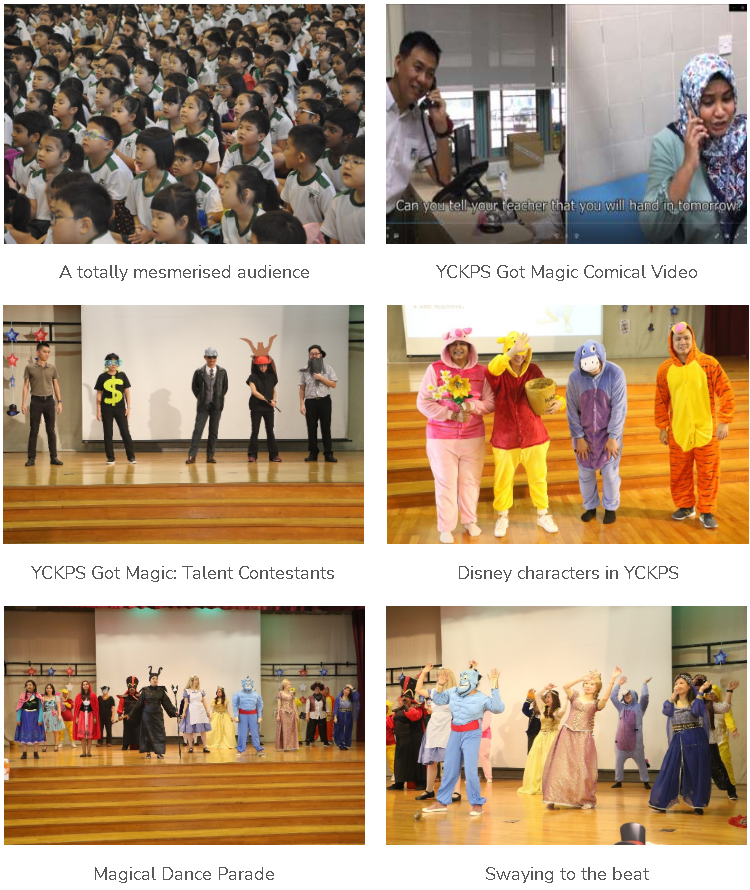 Can you tell your teacher that you will hand in tomorrow?
A totally mesmerised audience
YCKPS Got Magic Comical Video
$
YCKPS Got Magic: Talent Contestants
Disney characters in YCKPS
Magical Dance Parade
Swaying to the beat